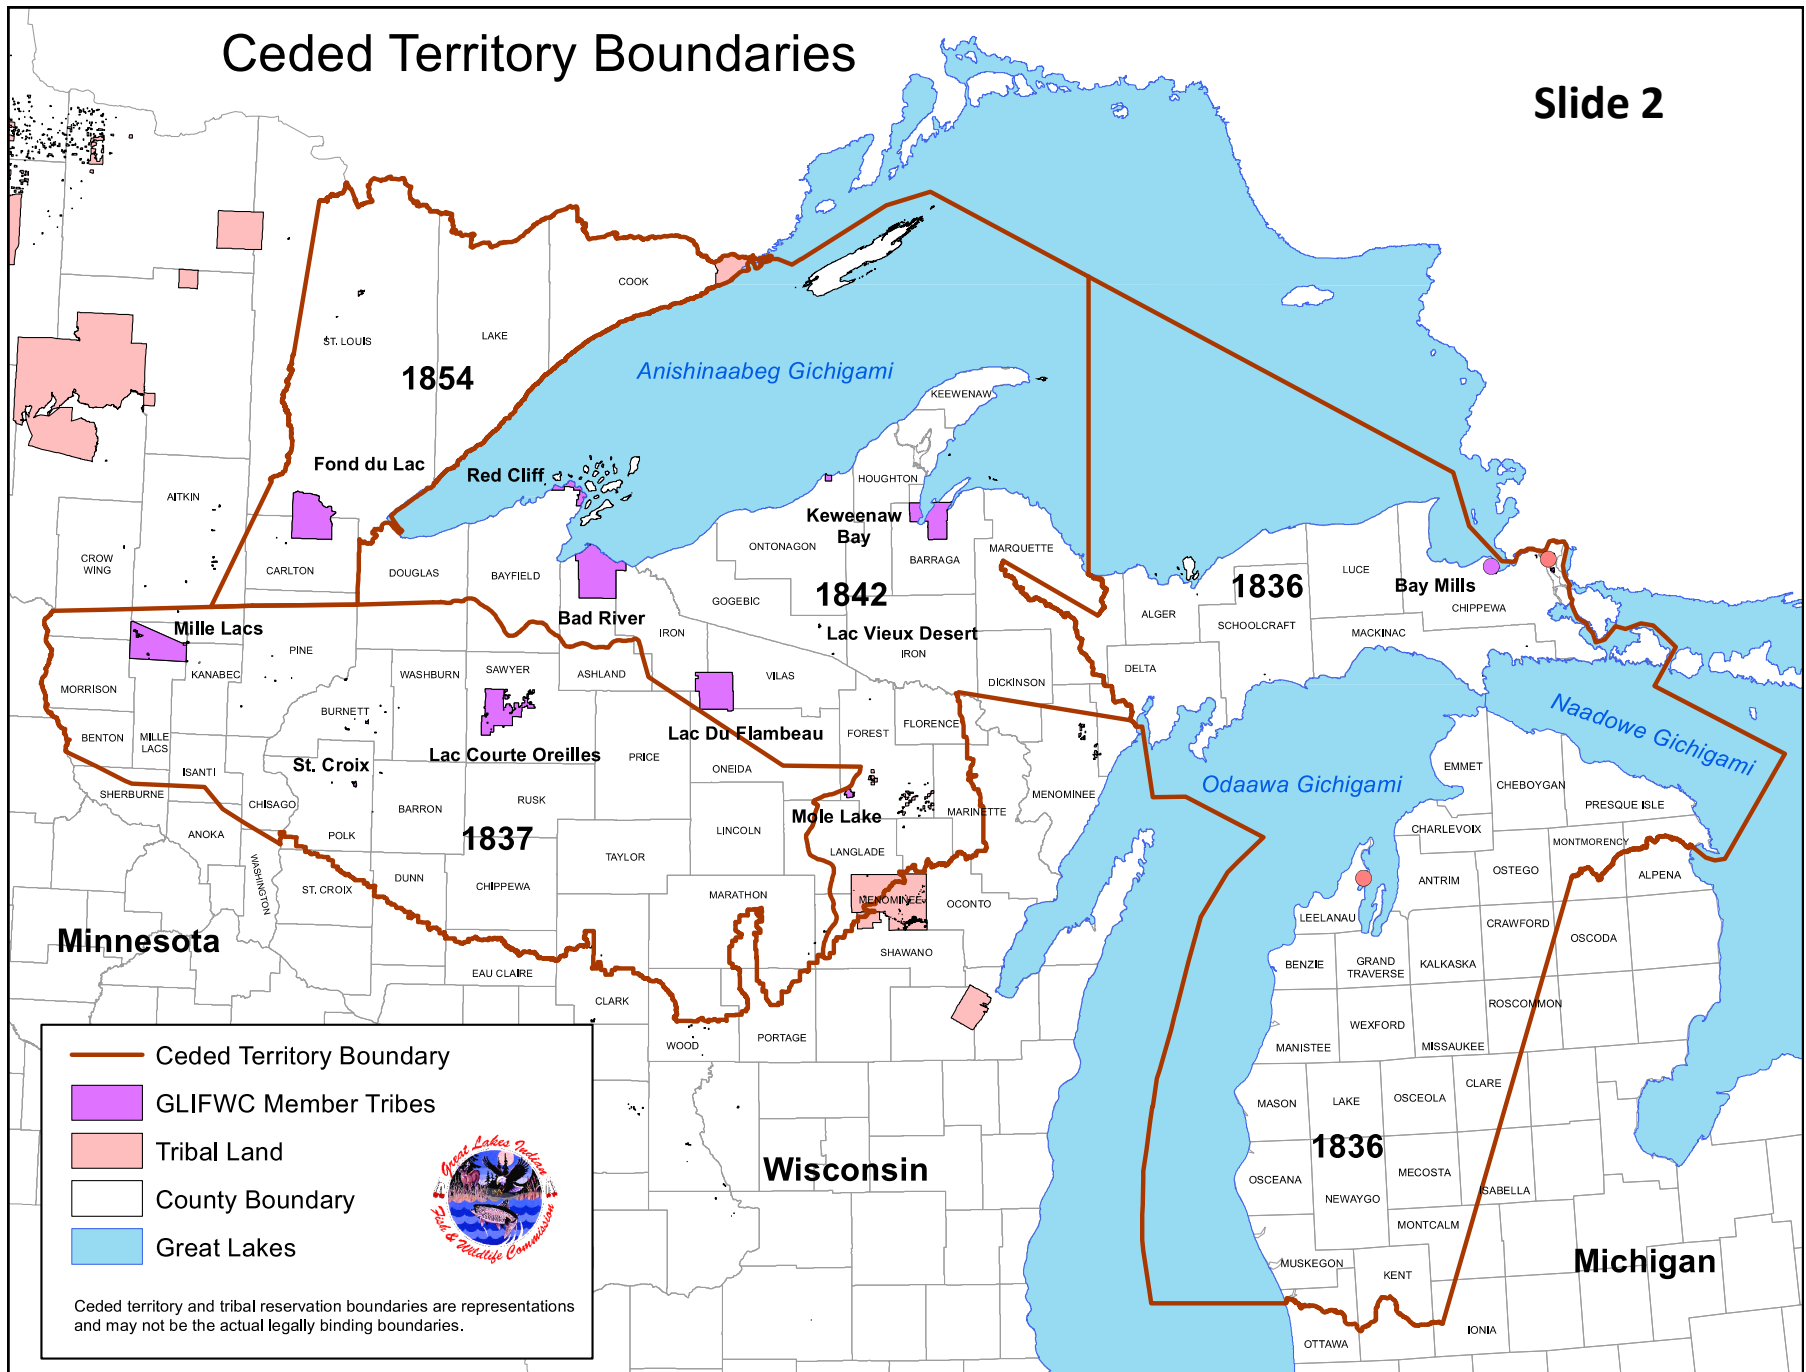 Ceded Territory Boundaries
Slide 2
COOK
ST. LOUIS
LAKE
1854
Anishinaabeg Gichigami
KEEWENAW
Fond du Lac
Red Cliff
HOUGHTON
AITKIN
Keweenaw
Bay
ONTONAGON
MARQUETTE
CROW
WING
CARLTON
DOUGLAS
BAYFIELD
BARRAGA
LUCE
1842
1836
Bay Mills
GOGEBIC
CHIPPEWA
Bad River
ALGER
SCHOOLCRAFT
Mille Lacs
IRON
Lac Vieux Desert
MACKINAC
PINE
IRON
KANABEC
WASHBURN
SAWYER
ASHLAND
VILAS
DELTA
DICKINSON
MORRISON
BURNETT
FLORENCE
Naadowe Gichigami
BENTON
MILLE
LACS
Lac Du Flambeau
FOREST
Lac Courte Oreilles
PRICE
St. Croix
ONEIDA
EMMET
ISANTI
Odaawa Gichigami
CHEBOYGAN
SHERBURNE
CHISAGO
BARRON
RUSK
MENOMINEE
PRESQUE ISLE
Mole Lake
MARINETTE
ANOKA
POLK
1837
LINCOLN
CHARLEVOIX
MONTMORENCY
LANGLADE
TAYLOR
WASHINGTON
DUNN
CHIPPEWA
ST. CROIX
OSTEGO
ALPENA
ANTRIM
MARATHON
MENOMINEE
OCONTO
LEELANAU
CRAWFORD
Minnesota
OSCODA
SHAWANO
BENZIE
GRAND
TRAVERSE
KALKASKA
EAU CLAIRE
CLARK
ROSCOMMON
WEXFORD
PORTAGE
WOOD
MANISTEE
MISSAUKEE
CLARE
MASON
LAKE
OSCEOLA
1836
Wisconsin
MECOSTA
OSCEANA
NEWAYGO
ISABELLA
MONTCALM
Michigan
MUSKEGON
KENT
IONIA
OTTAWA
Ceded Territory Boundary
GLIFWC Member Tribes
Tribal Land
County Boundary
Great Lakes
Great Lakes Indian
Fish & Wildlife Commission
Ceded territory and tribal reservation boundaries are representations
and may not be the actual legally binding boundaries.